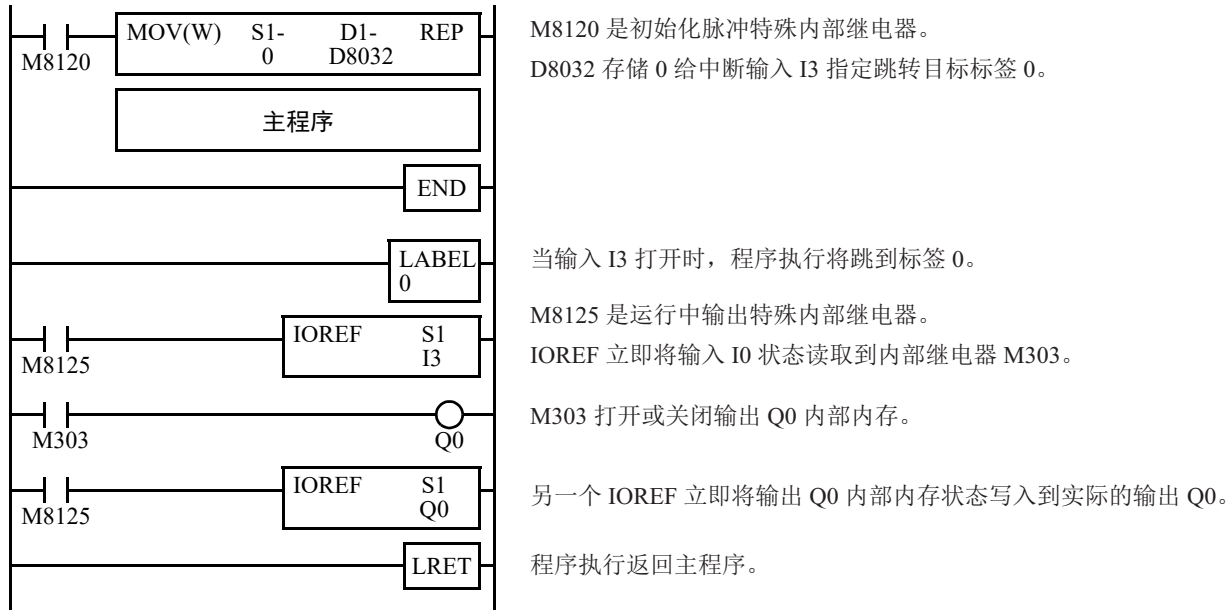 MOV(W) S1- D1- REP
0 D8032
M8120
M8120 是初始化脉冲特殊内部继电器。
D8032 存储 0 给中断输入 I3 指定跳转目标标签 0。
主程序
END
LABEL
0
当输入 I3 打开时，程序执行将跳到标签 0。
IOREF S1
I3
M8125
M8125 是运行中输出特殊内部继电器。
IOREF 立即将输入 I0 状态读取到内部继电器 M303。
M303
Q0
M303 打开或关闭输出 Q0 内部内存。
IOREF S1
Q0
M8125
另一个 IOREF 立即将输出 Q0 内部内存状态写入到实际的输出 Q0。
LRET
程序执行返回主程序。